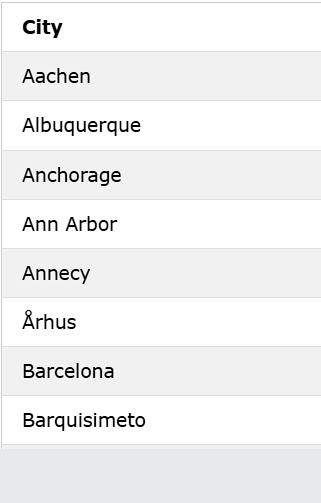 City
Aachen
Albuquerque
Anchorage
Ann Arbor
Annecy
Århus
Barcelona
Barquisimeto